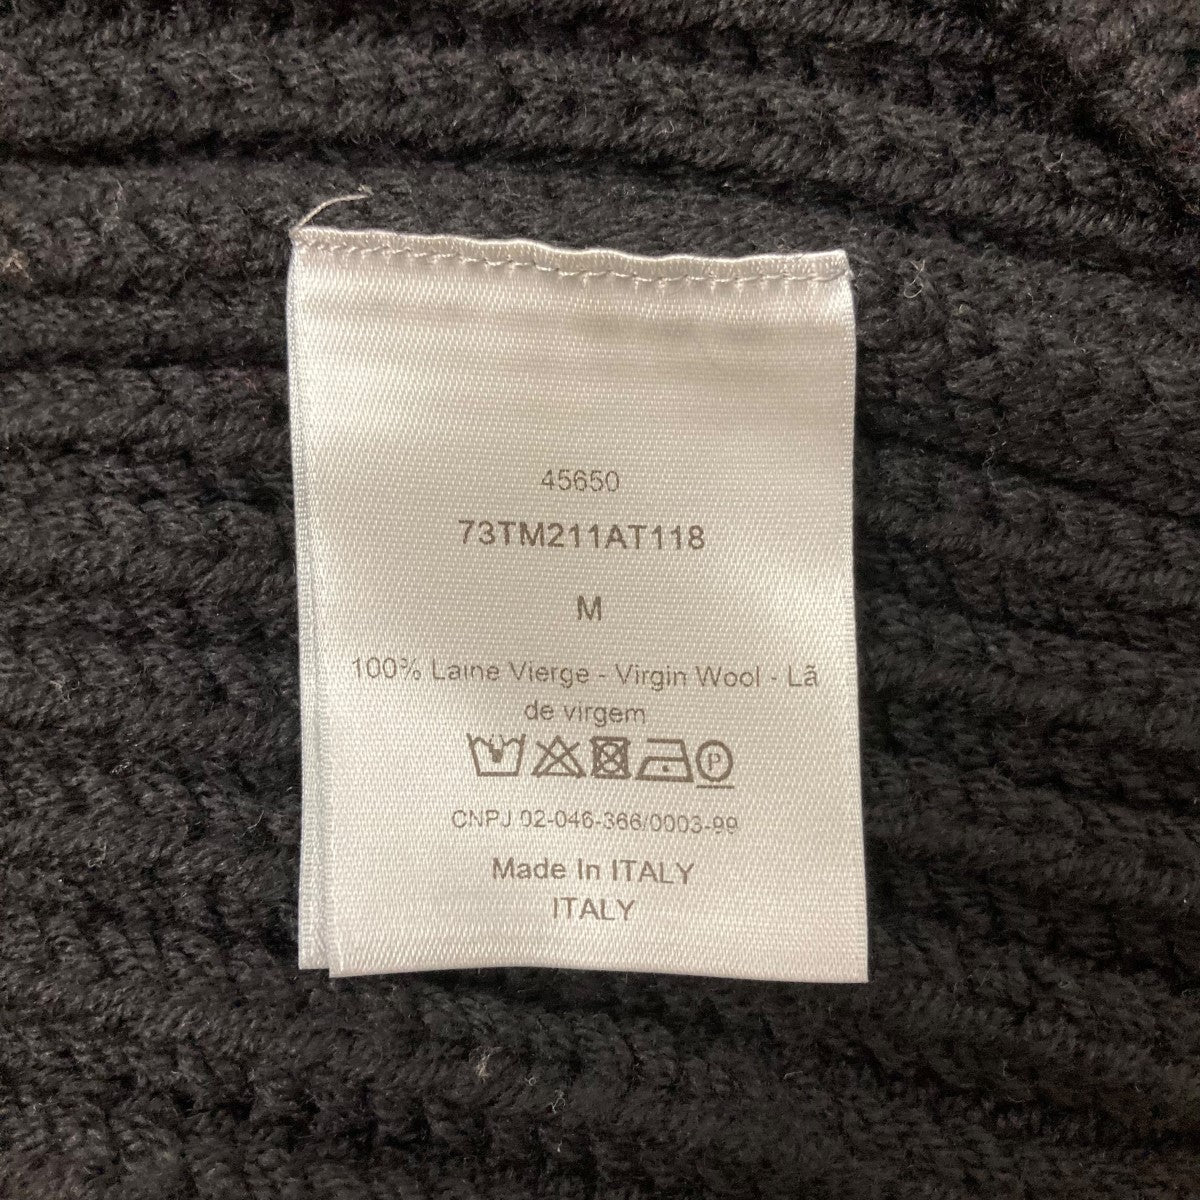 45650
73TM211AT118
M
100% Laine Vierge - Virgin Wool - Lã
de virgem
P
CNPJ 02-046-366/0003-99
Made In ITALY
ITALY